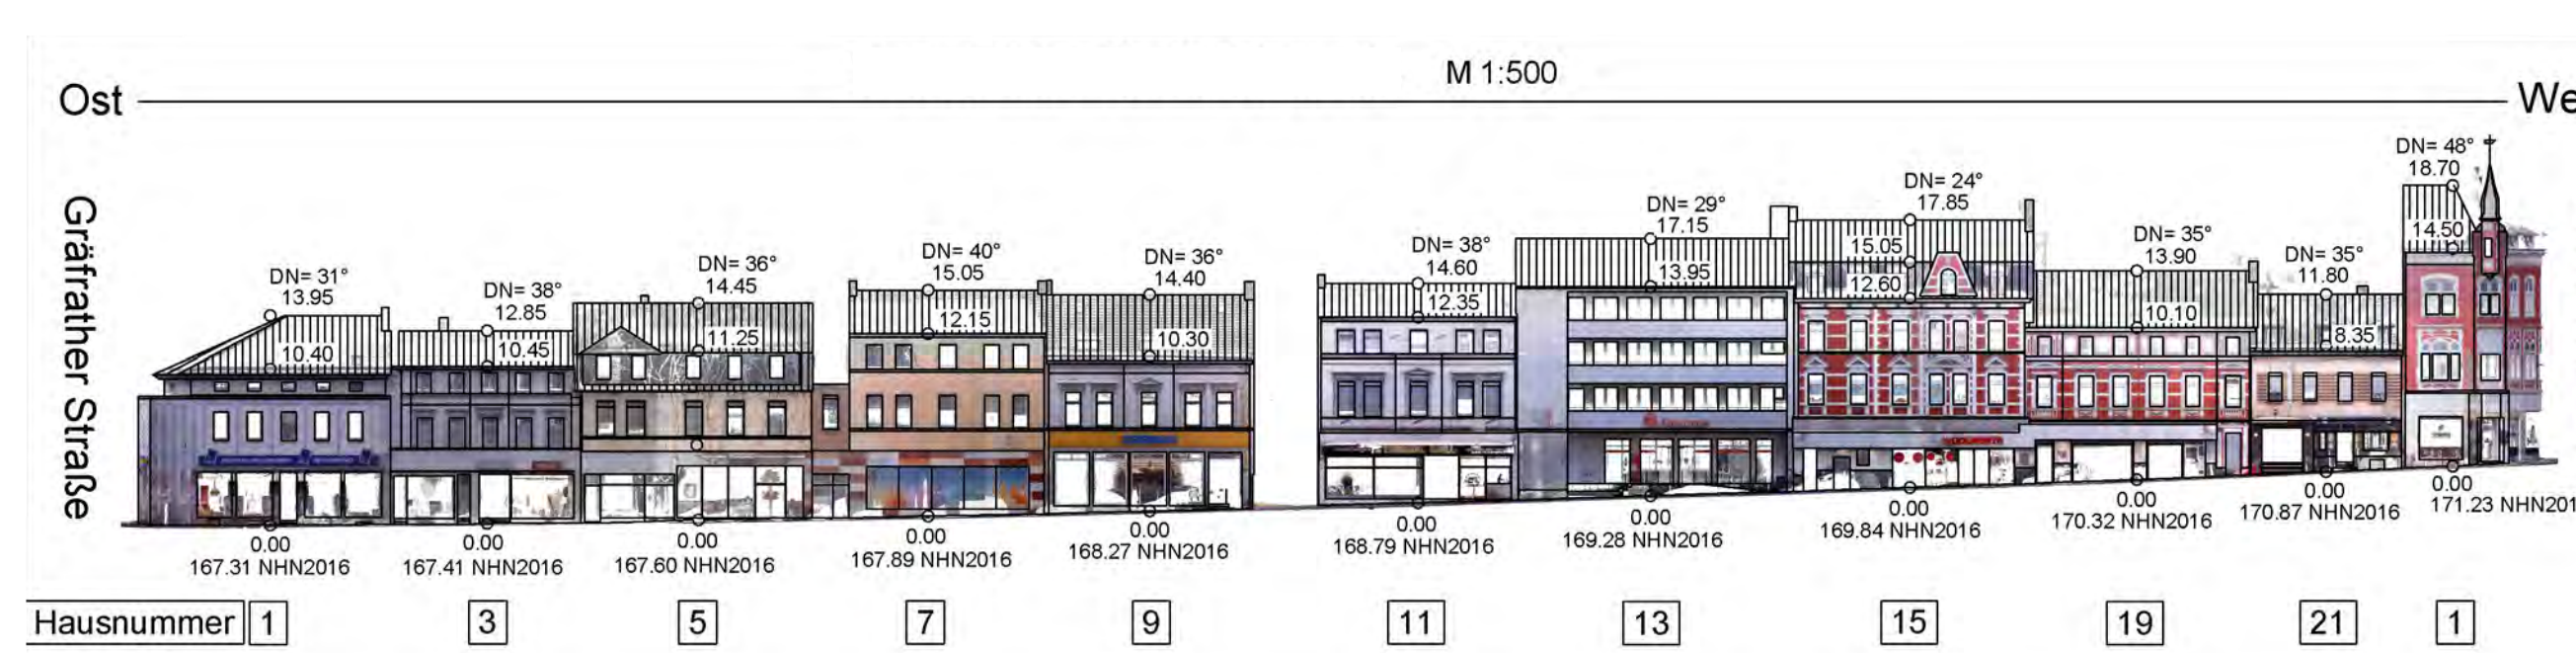 M 1:500
Ost
We
Gräfrather Straße
DN= 31°
13.95
10.40
DN= 38°
12.85
10.45
DN= 36°
14.45
11.25
DN= 40°
15.05
12.15
DN= 36°
14.40
10.30
DN= 38°
14.60
12.35
DN= 29°
17.15
13.95
DN= 24°
17.85
15.05
12.60
DN= 35°
13.90
10.10
DN= 35°
11.80
8.35
DN= 48°
18.70
14.50
0.00
167.31 NHN2016
0.00
167.41 NHN2016
0.00
167.60 NHN2016
0.00
167.89 NHN2016
0.00
168.27 NHN2016
0.00
168.79 NHN2016
0.00
169.28 NHN2016
0.00
169.84 NHN2016
0.00
170.32 NHN2016
0.00
170.87 NHN2016
0.00
171.23 NHN201
Hausnummer 1 3 5 7 9 11 13 15 19 21 1